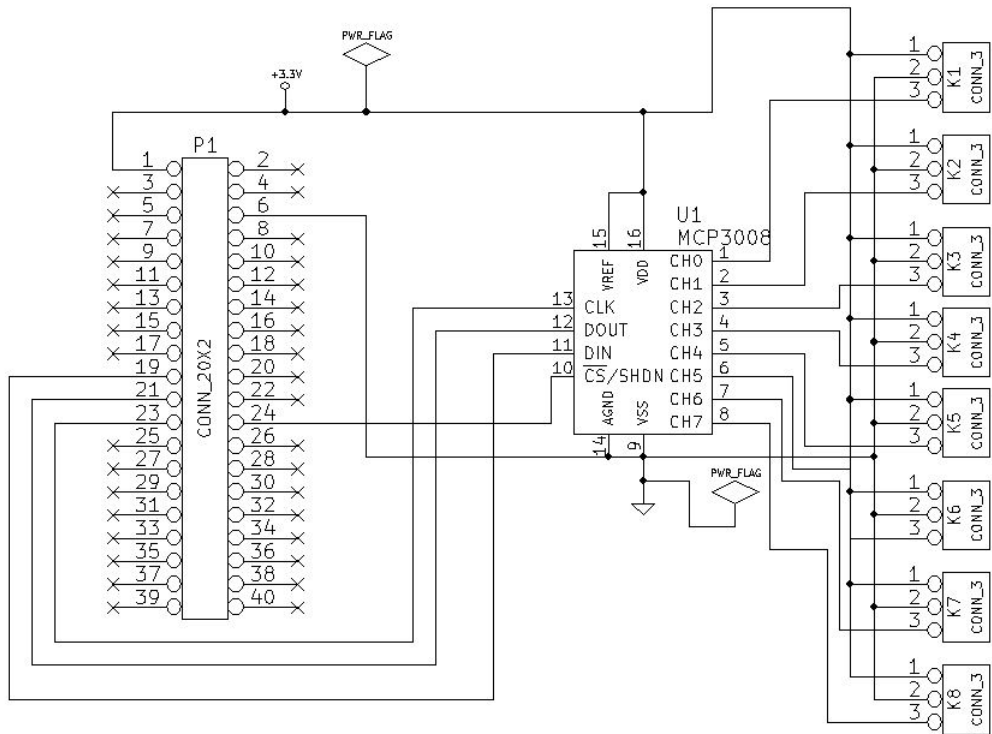 PWR_FLAG
+3.3V
P1
1 2
3 4
5 6
7 8
9 10
11 12
13 14
15 16
17 18
19 20
21 22
23 24
25 26
27 28
29 30
31 32
33 34
35 36
37 38
39 40
CONN_20X2
U1
MCP3008
15 16
VREF VDD
CH0 1
CH1 2
13 CLK CH2 3
12 DOUT CH3 4
11 DIN CH4 5
10 CS/SHDN CH5 6
CH6 7
CH7 8
AGND VSS
14 9
PWR_FLAG
1
2
3
K1
CONN_3
1
2
3
K2
CONN_3
1
2
3
K3
CONN_3
1
2
3
K4
CONN_3
1
2
3
K5
CONN_3
1
2
3
K6
CONN_3
1
2
3
K7
CONN_3
1
2
3
K8
CONN_3